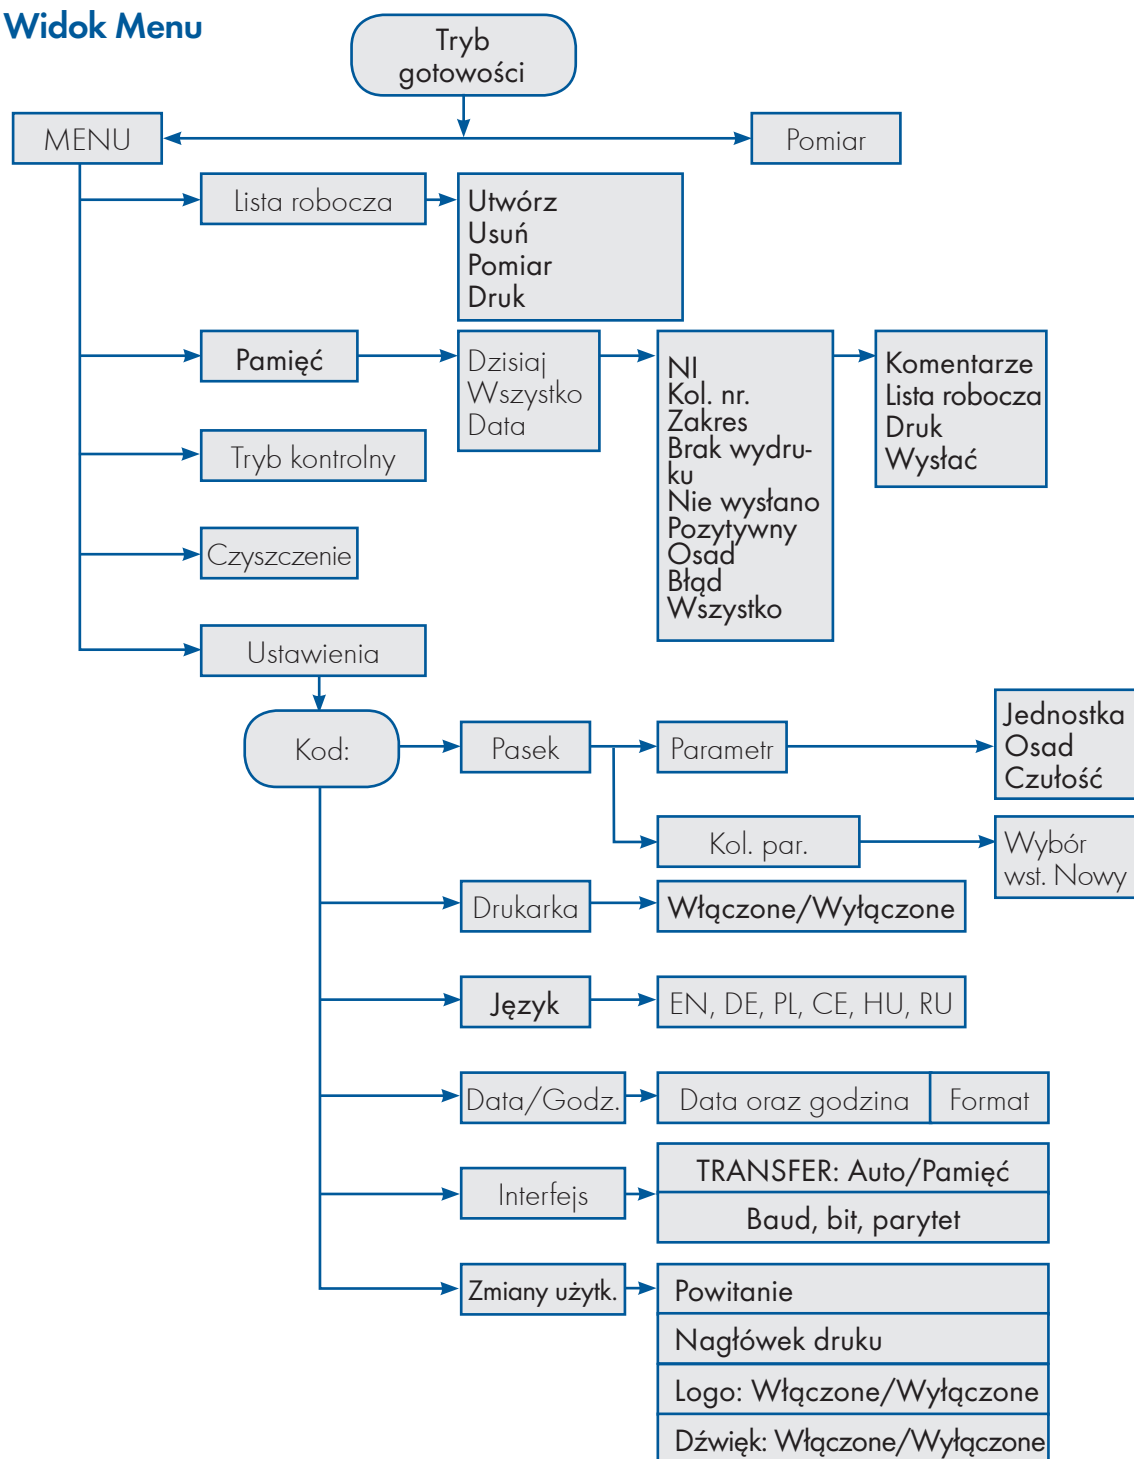 Widok Menu
Tryb
gotowości
MENU
Pomiar
Lista robocza
Utwórz
Usuń
Pomiar
Druk
Pamięć
Dzisiaj
Wszystko
Data
NI
Kol. nr.
Zakres
Brak wydru-
ku
Nie wysłano
Pozytywny
Osad
Błąd
Wszystko
Komentarze
Lista robocza
Druk
Wysłać
Tryb kontrolny
Czyszczenie
Ustawienia
Kod:
Pasek
Parametr
Jednostka
Osad
Czułość
Kol. par.
Wybór
wst. Nowy
Drukarka
Włączone/Wyłączone
Język
EN, DE, PL, CE, HU, RU
Data/Godz.
Data oraz godzina
Format
Interfejs
TRANSFER: Auto/Pamięć
Baud, bit, parytet
Zmiany użytk.
Powitanie
Nagłówek druku
Logo: Włączone/Wyłączone
Dźwięk: Włączone/Wyłączone